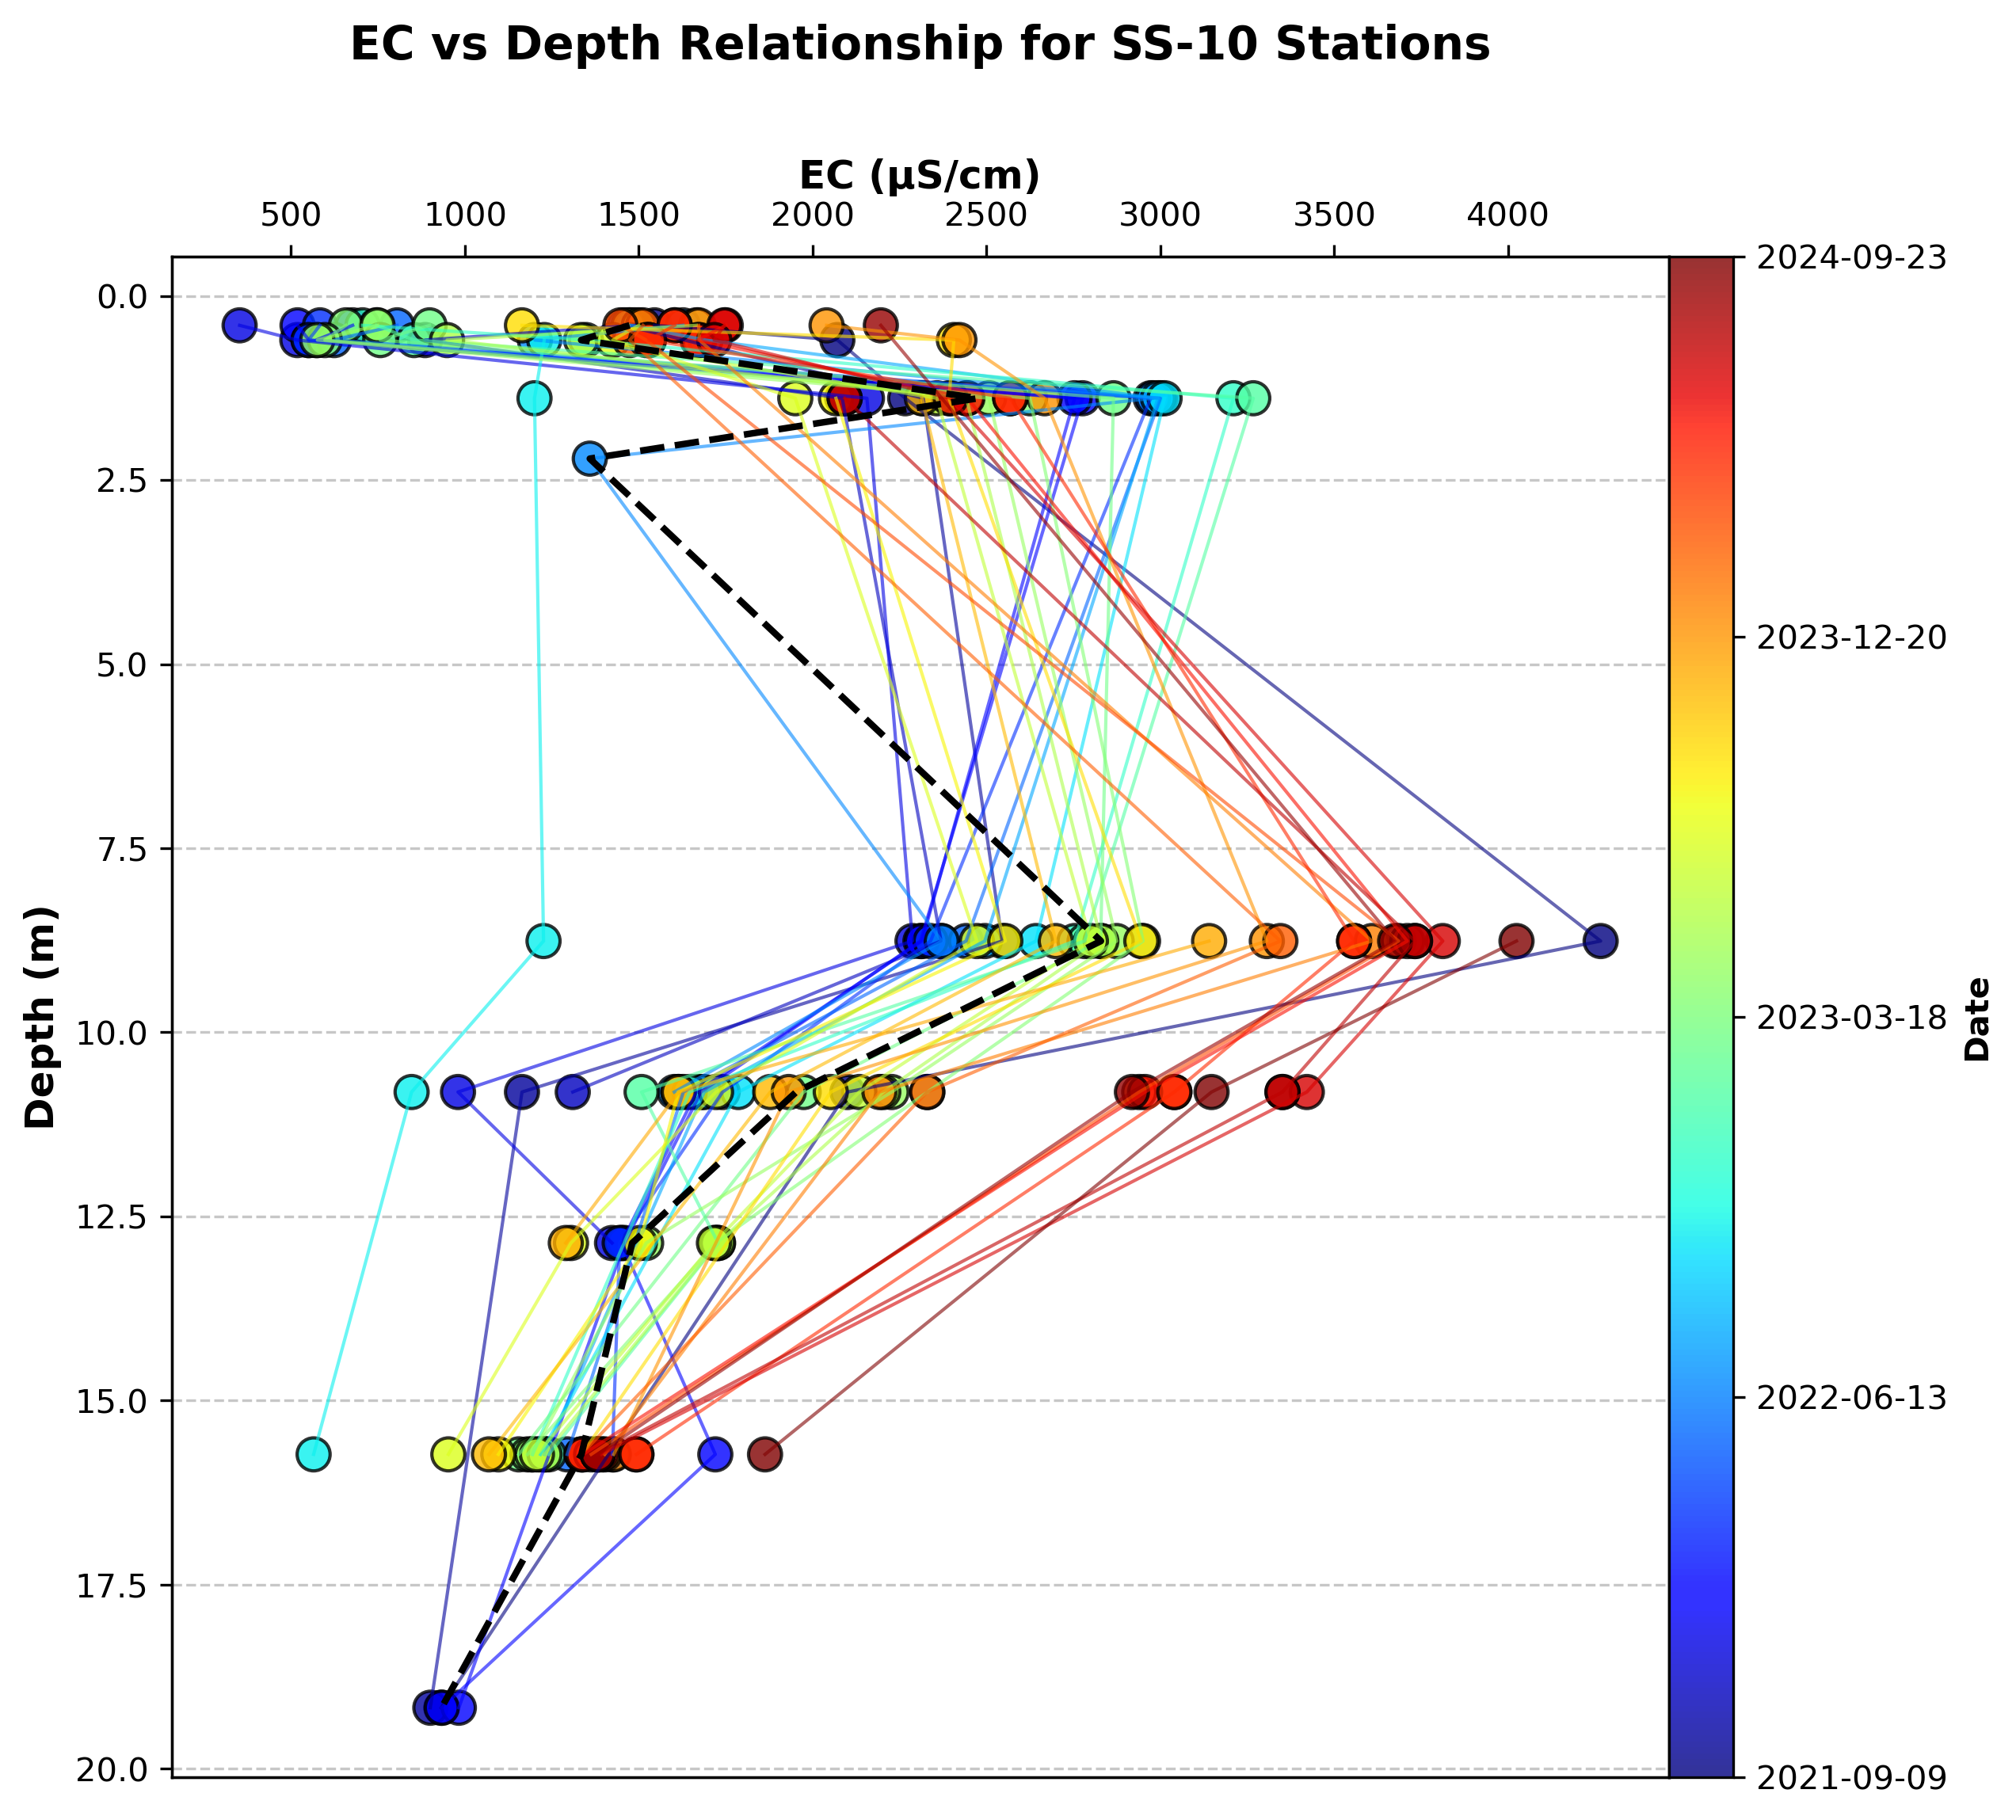 EC vs Depth Relationship for SS-10 Stations
EC (µS/cm)
500 1000 1500 2000 2500 3000 3500 4000
0.0
2.5
5.0
7.5
10.0
12.5
15.0
17.5
20.0
Depth (m)
2024-09-23
2023-12-20
2023-03-18
2022-06-13
2021-09-09
Date